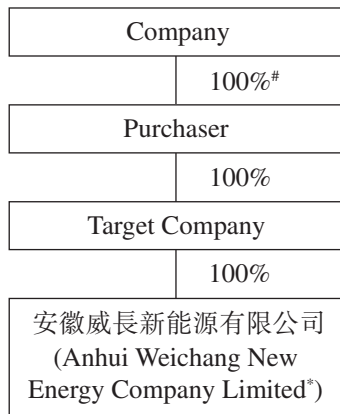 Company
100%#
Purchaser
100%
Target Company
100%
安徽威長新能源有限公司
(Anhui Weichang New
Energy Company Limited*)